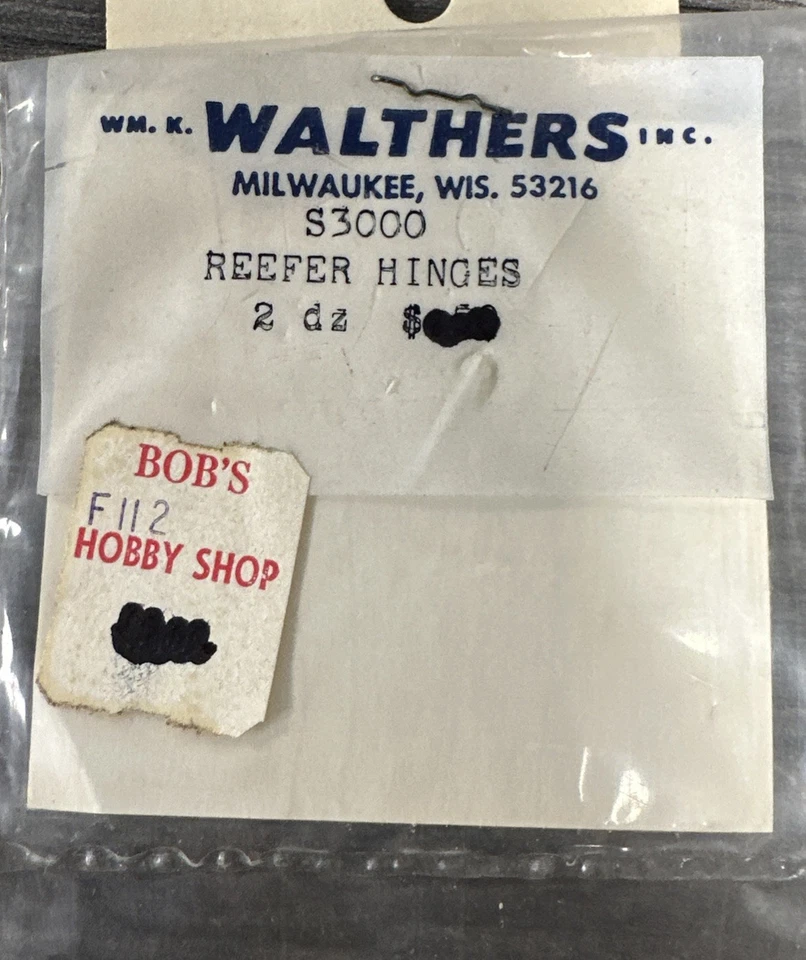 WM. K. WALTHERS INC.
MILWAUKEE, WIS. 53216
S3000
REEFER HINGES
2 dz $
BOB'S
F112
HOBBY SHOP